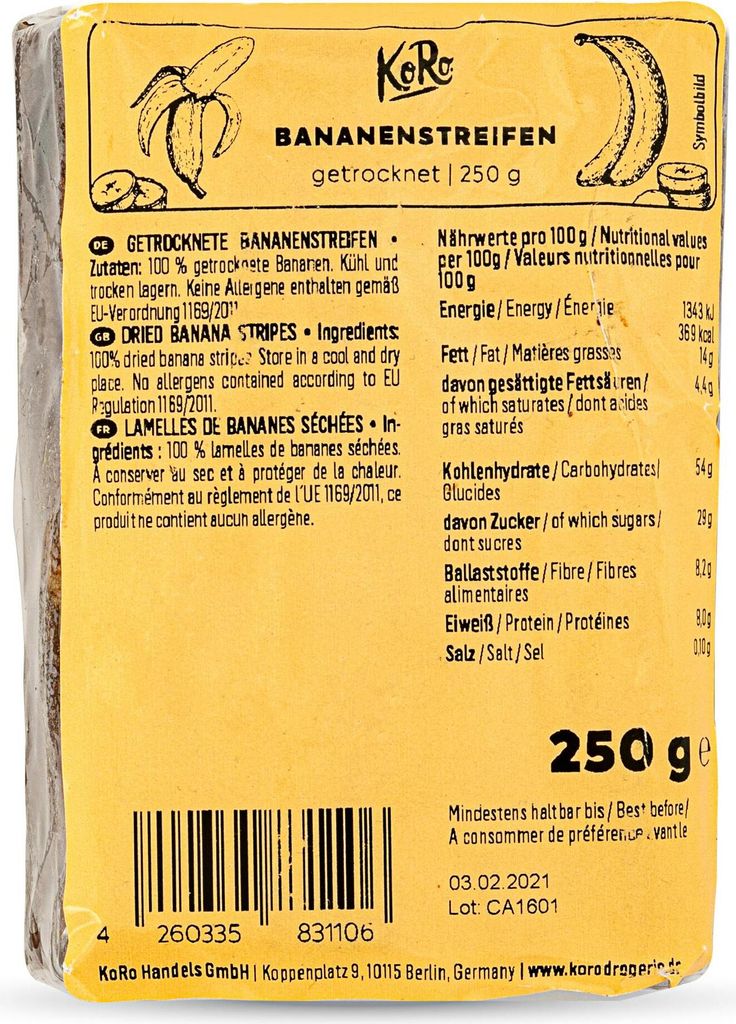 KoRo
BANANENSTREIFEN
getrocknet | 250 g
Symbolbild
DE GETROCKNETE BANANENSTREIFEN •
Zutaten: 100 % getrocknete Bananen. Kühl und
trocken lagern. Keine Allergene enthalten gemäß
EU-Verordnung 1169/2011
GB DRIED BANANA STRIPES • Ingredients:
100% dried banana stripes Store in a cool and dry
place. No allergens contained according to EU
Regulation 1169/2011.
FR LAMELLES DE BANANES SÉCHÉES • In-
grédients : 100 % lamelles de bananes séchées.
À conserver au sec et à protéger de la chaleur.
Conformément au règlement de l'UE 1169/2011, ce
produit ne contient aucun allergène.
Nährwerte pro 100 g / Nutritional values
per 100g / Valeurs nutritionnelles pour
100 g
Energie / Energy / Énergie 1343 kJ
369 kcal
Fett / Fat / Matières grasses 14g
davon gesättigte Fettsäuren / 4,4g
of which saturates / dont acides
gras saturés
Kohlenhydrate / Carbohydrates| 54g
Glucides
davon Zucker / of which sugars / 29g
dont sucres
Ballaststoffe / Fibre / Fibres 8,2g
alimentaires
Eiweiß / Protein / Protéines 8,0g
Salz / Salt / Sel 0,10g
250 g e
Mindestens haltbar bis / Best before/
A consommer de préférence avant le
03.02.2021
Lot: CA1601
4 260335 831106
KoRo Handels GmbH | Koppenplatz 9, 10115 Berlin, Germany | www.korodrogerie.de